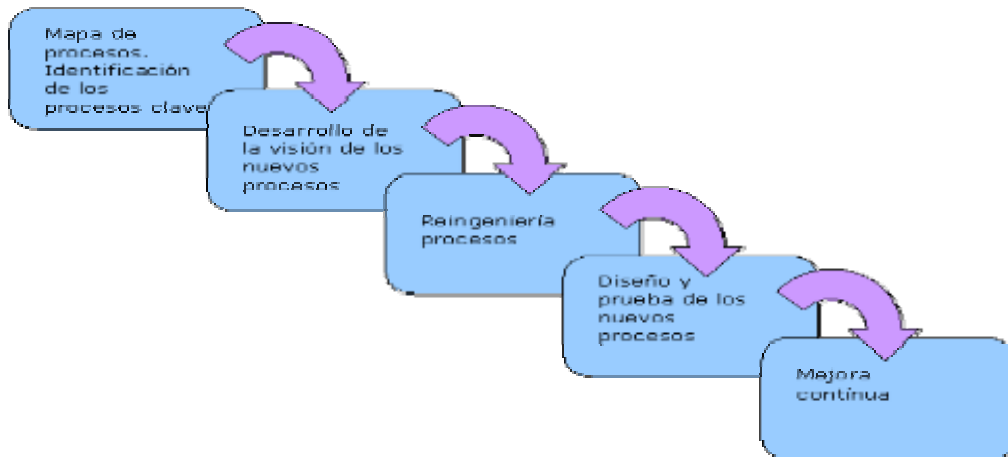 Mapa de
procesos.
Identificación
de los
procesos clave
Desarrollo de
la visión de los
nuevos
procesos
Reingeniería
procesos
Diseño y
prueba de los
nuevos
procesos
Mejora
contínua